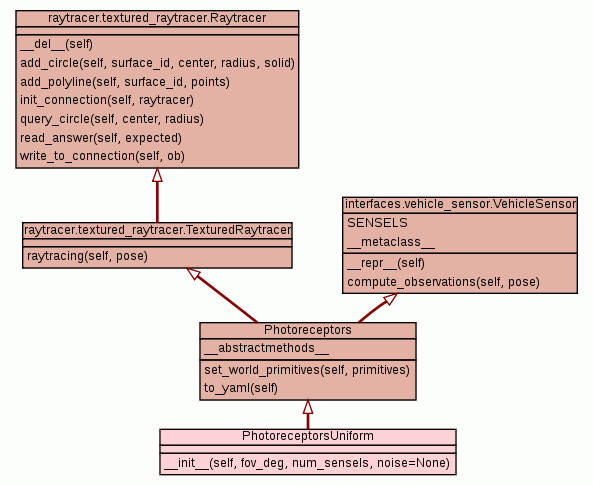 raytracer.textured_raytracer.Raytracer
__del__(self)
add_circle(self, surface_id, center, radius, solid)
add_polyline(self, surface_id, points)
init_connection(self, raytracer)
query_circle(self, center, radius)
read_answer(self, expected)
write_to_connection(self, ob)
interfaces.vehicle_sensor.VehicleSensor
SENSELS
__metaclass__
__repr__(self)
compute_observations(self, pose)
raytracer.textured_raytracer.TexturedRaytracer
raytracing(self, pose)
Photoreceptors
__abstractmethods__
set_world_primitives(self, primitives)
to_yaml(self)
PhotoreceptorsUniform
__init__(self, fov_deg, num_sensels, noise=None)